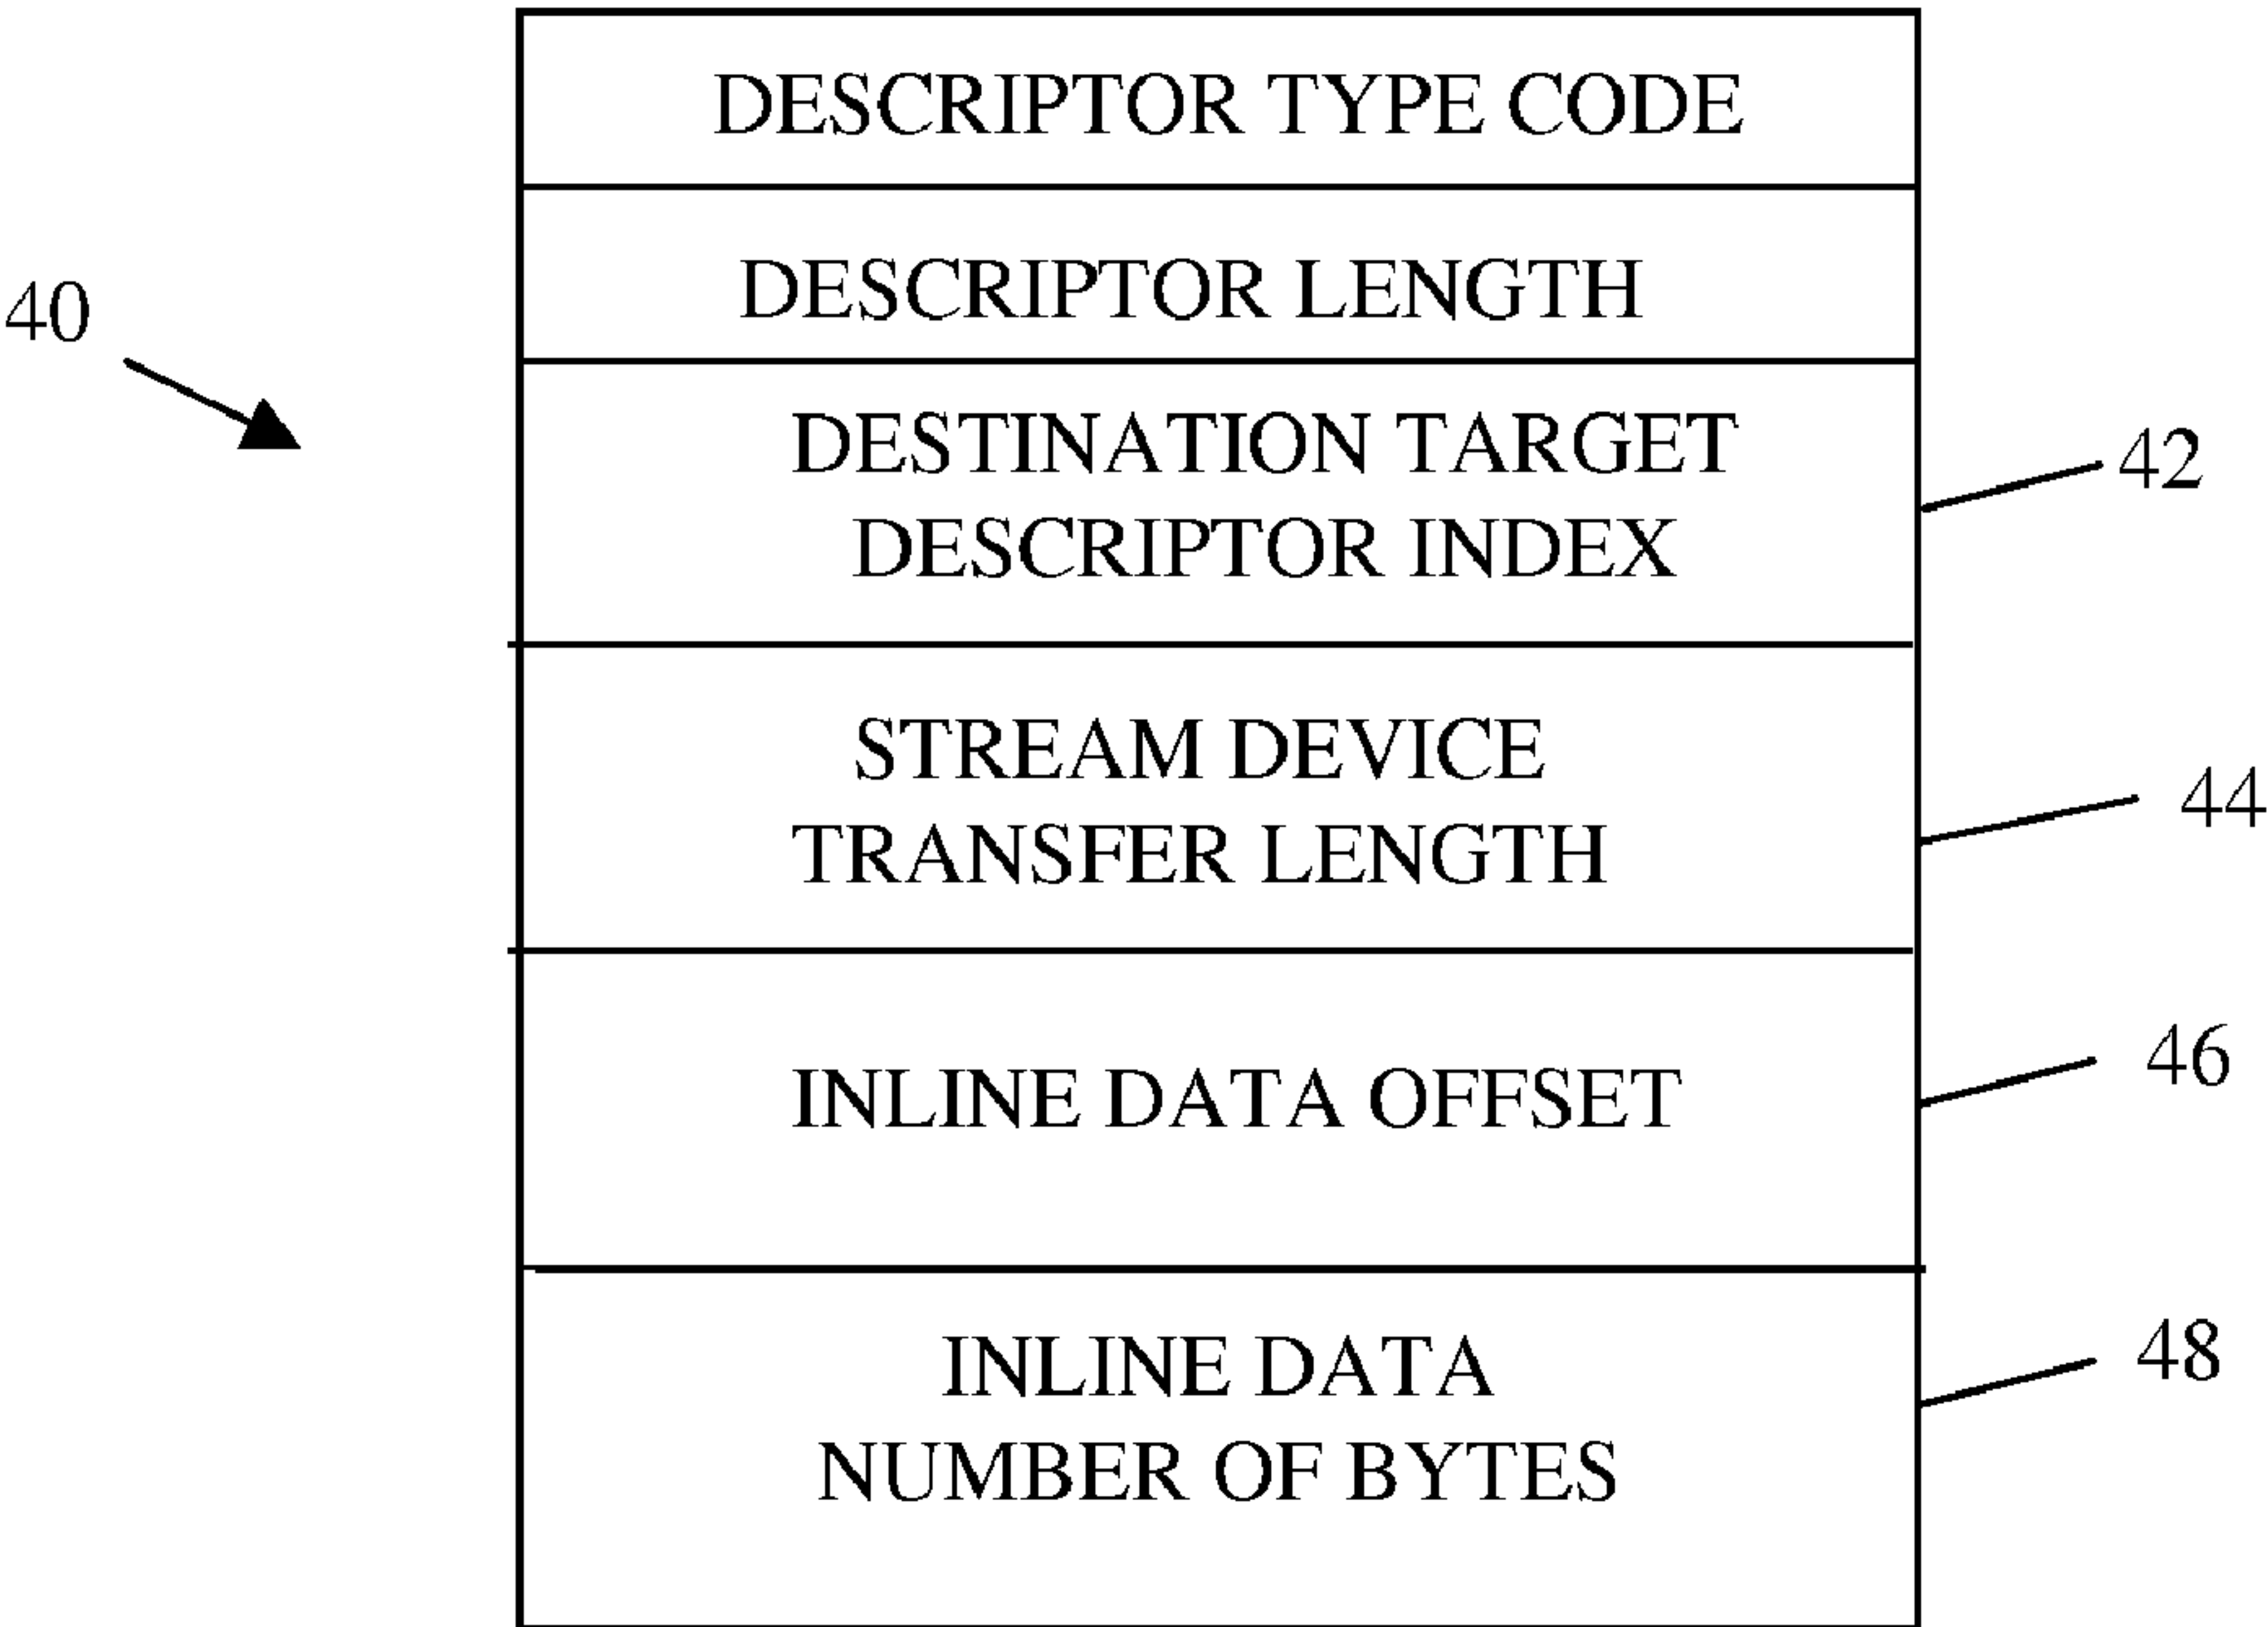 DESCRIPTOR TYPE CODE
DESCRIPTOR LENGTH
40
DESTINATION TARGET
DESCRIPTOR INDEX
42
STREAM DEVICE
TRANSFER LENGTH
44
INLINE DATA OFFSET
46
INLINE DATA
NUMBER OF BYTES
48